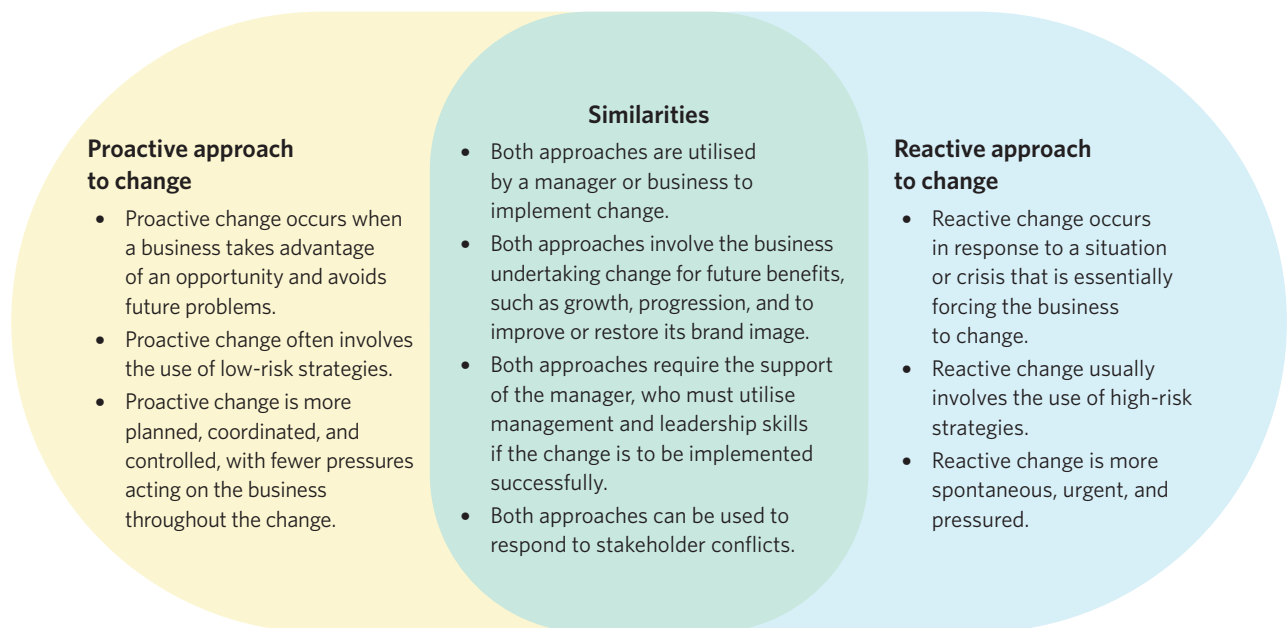 Proactive approach
to change
• Proactive change occurs when
a business takes advantage
of an opportunity and avoids
future problems.
• Proactive change often involves
the use of low-risk strategies.
• Proactive change is more
planned, coordinated, and
controlled, with fewer pressures
acting on the business
throughout the change.
Similarities
• Both approaches are utilised
by a manager or business to
implement change.
• Both approaches involve the business
undertaking change for future benefits,
such as growth, progression, and to
improve or restore its brand image.
• Both approaches require the support
of the manager, who must utilise
management and leadership skills
if the change is to be implemented
successfully.
• Both approaches can be used to
respond to stakeholder conflicts.
Reactive approach
to change
• Reactive change occurs
in response to a situation
or crisis that is essentially
forcing the business
to change.
• Reactive change usually
involves the use of high-risk
strategies.
• Reactive change is more
spontaneous, urgent, and
pressured.